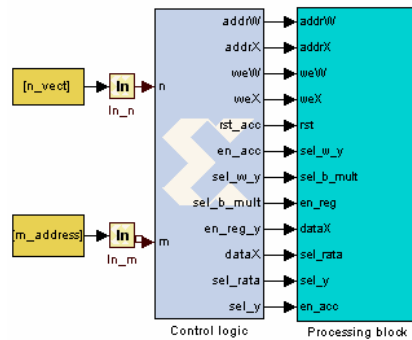 addrW addrW
addrX addrX
weW weW
[n_vect] In n weX weX
In_n
rst_acc rst
en_acc sel_w_y
sel_w_y sel_b_mult
sel_b_mult en_reg
[m_address] In m en_reg_y dataX
In_m
dataX sel_rata
sel_rata sel_y
sel_y en_acc
Control logic Processing block